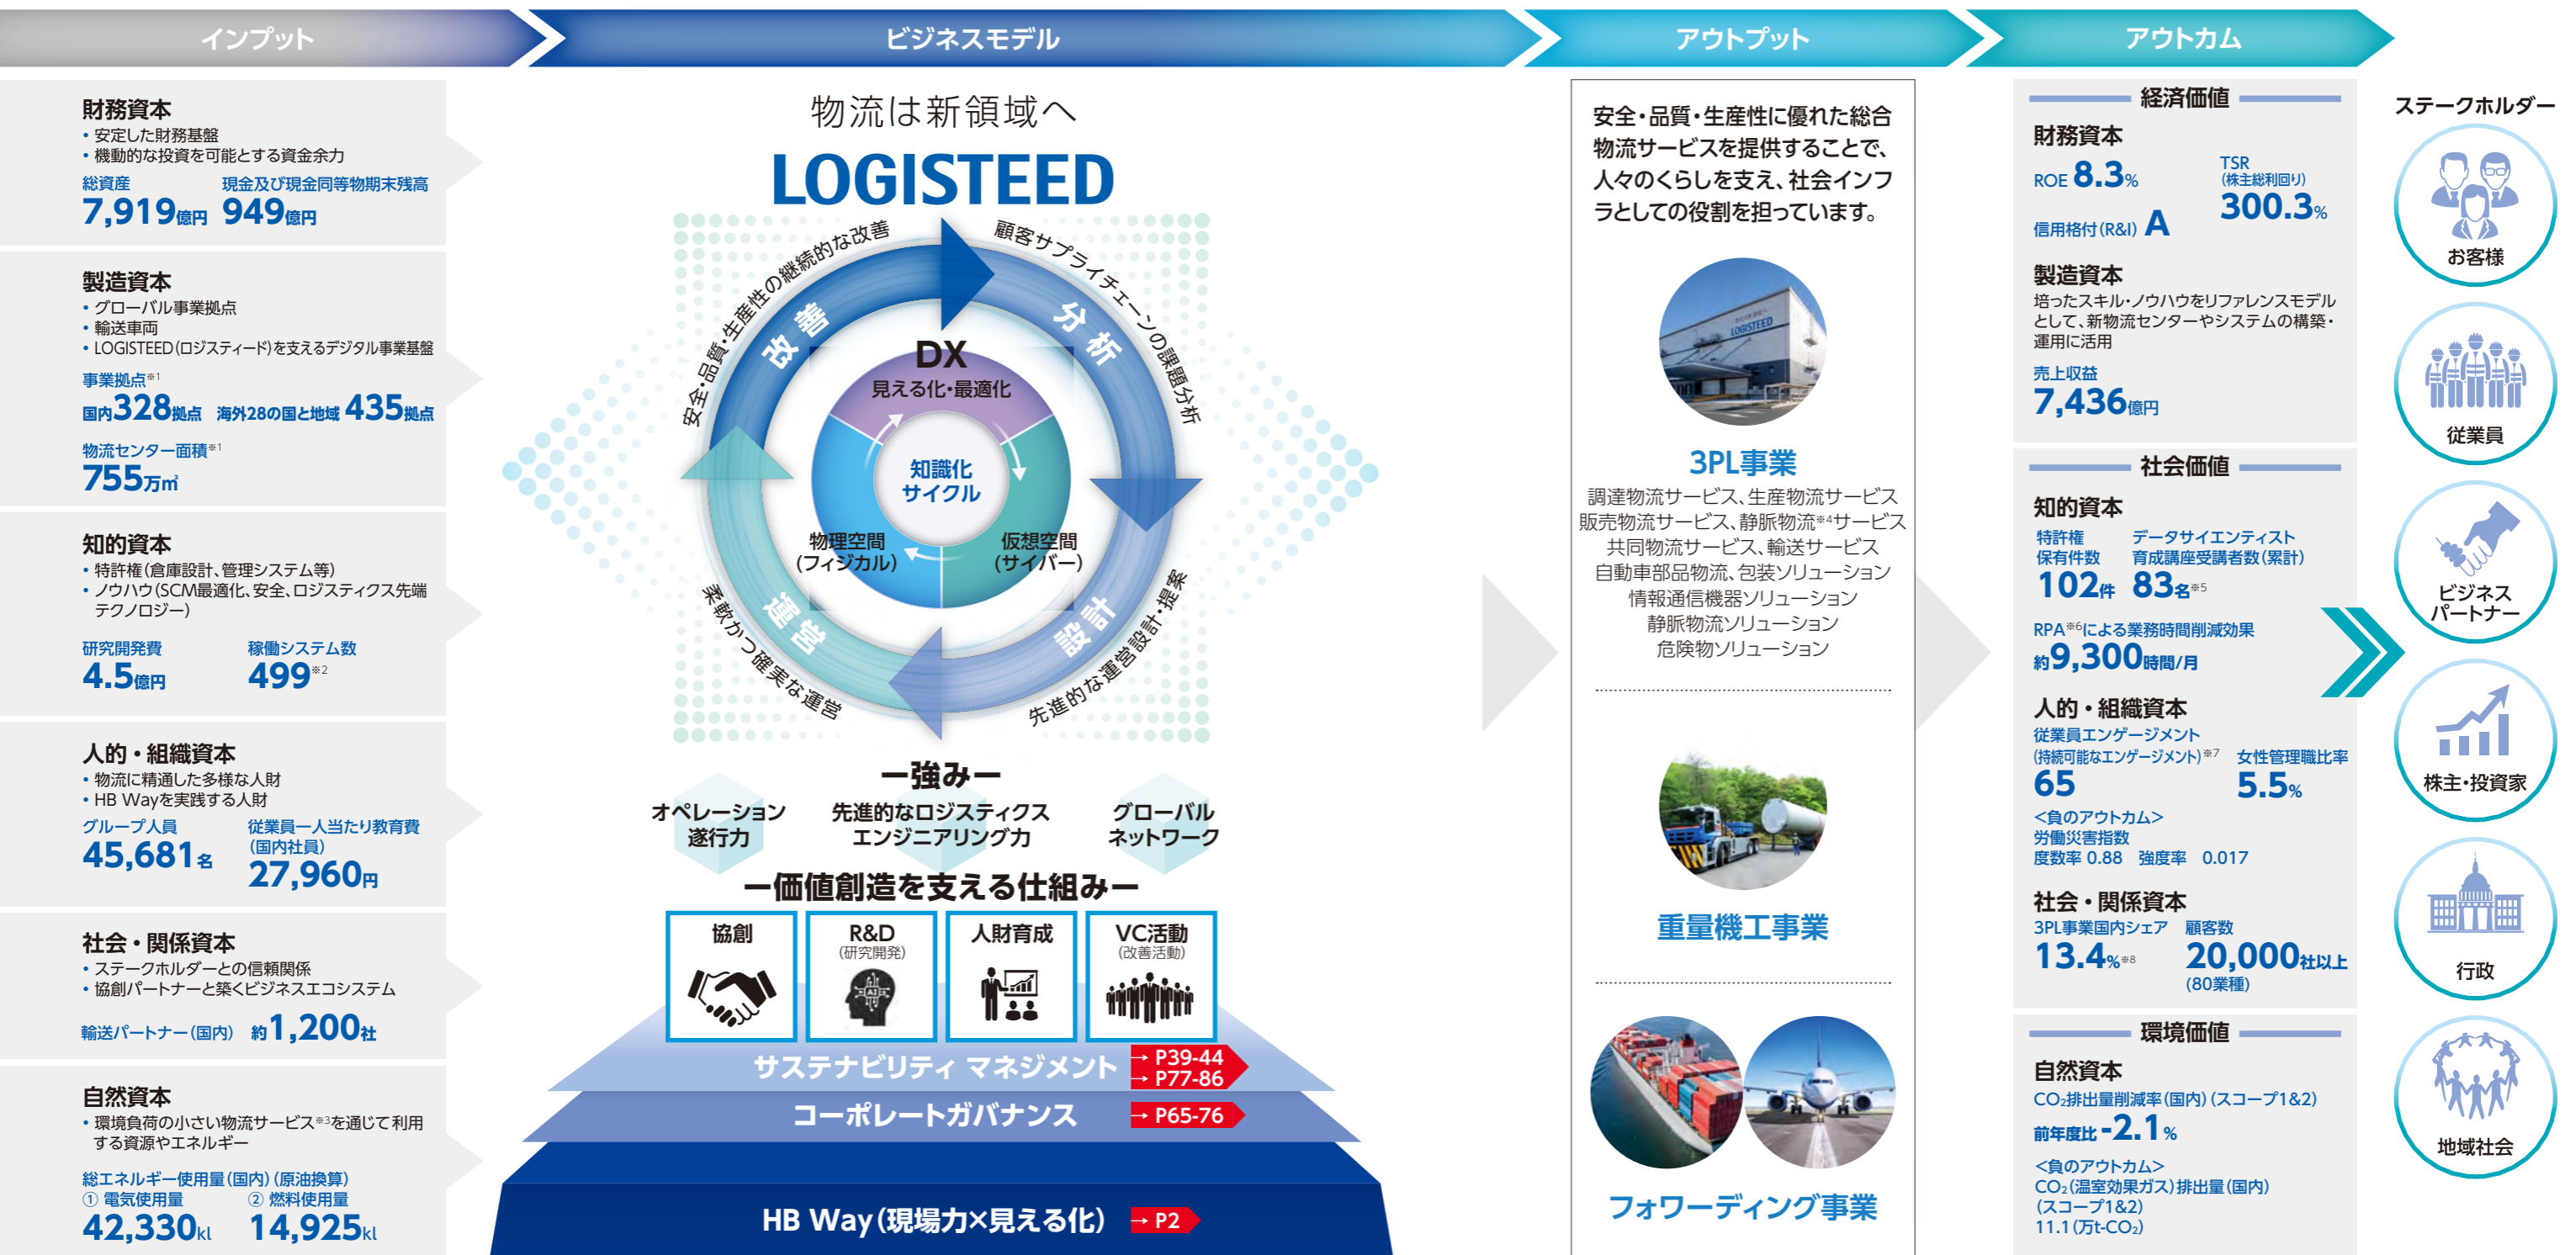 インプット
ビジネスモデル
アウトプット
アウトカム
財務資本
• 安定した財務基盤
• 機動的な投資を可能とする資金余力
総資産 現金及び現金同等物期末残高
7,919億円 949億円
製造資本
• グローバル事業拠点
• 輸送車両
• LOGISTEED(ロジスティード)を支えるデジタル事業基盤
事業拠点※1
国内328拠点 海外28の国と地域 435拠点
物流センター面積※1
755万㎡
知的資本
• 特許権(倉庫設計、管理システム等)
• ノウハウ(SCM最適化、安全、ロジスティクス先端
テクノロジー)
研究開発費 稼働システム数
4.5億円 499※2
人的・組織資本
• 物流に精通した多様な人財
• HB Wayを実践する人財
グループ人員 従業員一人当たり教育費
(国内社員)
45,681名 27,960円
社会・関係資本
• ステークホルダーとの信頼関係
• 協創パートナーと築くビジネスエコシステム
輸送パートナー(国内) 約1,200社
自然資本
• 環境負荷の小さい物流サービス※3を通じて利用
する資源やエネルギー
総エネルギー使用量(国内)(原油換算)
① 電気使用量 ② 燃料使用量
42,330kl 14,925kl
物流は新領域へ
LOGISTEED
安全・品質・生産性の継続的な改善
顧客サプライチェーンの課題分析
改善
分析
DX
見える化・最適化
知識化
サイクル
物理空間
(フィジカル)
仮想空間
(サイバー)
運営
設計
柔軟かつ確実な運営
先進的な運営設計・提案
ー強みー
オペレーション
遂行力
先進的なロジスティクス
エンジニアリング力
グローバル
ネットワーク
ー価値創造を支える仕組みー
協創
R&D
(研究開発)
AI
人財育成
VC活動
(改善活動)
サステナビリティ マネジメント
→ P39-44
→ P77-86
コーポレートガバナンス → P65-76
HB Way(現場力×見える化) → P2
安全・品質・生産性に優れた総合
物流サービスを提供することで、
人々のくらしを支え、社会インフ
ラとしての役割を担っています。
LOGISTEED
3PL事業
調達物流サービス、生産物流サービス
販売物流サービス、静脈物流※4サービス
共同物流サービス、輸送サービス
自動車部品物流、包装ソリューション
情報通信機器ソリューション
静脈物流ソリューション
危険物ソリューション
重量機工事業
フォワーディング事業
経済価値
財務資本
ROE 8.3%
TSR
(株主総利回り)
300.3%
信用格付(R&I) A
製造資本
培ったスキル・ノウハウをリファレンスモデル
として、新物流センターやシステムの構築・
運用に活用
売上収益
7,436億円
社会価値
知的資本
特許権
保有件数
102件
データサイエンティスト
育成講座受講者数(累計)
83名※5
RPA※6による業務時間削減効果
約9,300時間/月
人的・組織資本
従業員エンゲージメント
(持続可能なエンゲージメント)※7
65
女性管理職比率
5.5%
<負のアウトカム>
労働災害指数
度数率 0.88 強度率 0.017
社会・関係資本
3PL事業国内シェア 顧客数
13.4%※8 20,000社以上
(80業種)
環境価値
自然資本
CO₂排出量削減率(国内)(スコープ1&2)
前年度比 -2.1%
<負のアウトカム>
CO₂(温室効果ガス)排出量(国内)
(スコープ1&2)
11.1(万t-CO₂)
ステークホルダー
お客様
従業員
ビジネス
パートナー
株主・投資家
行政
地域社会